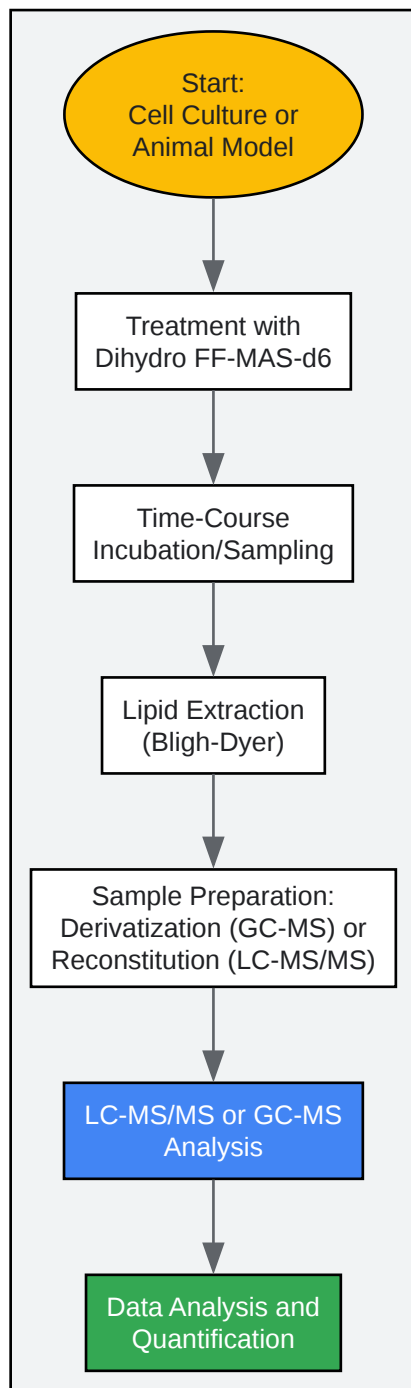 Start:
Cell Culture or
Animal Model
Treatment with
Dihydro FF-MAS-d6
Time-Course
Incubation/Sampling
Lipid Extraction
(Bligh-Dyer)
Sample Preparation:
Derivatization (GC-MS) or
Reconstitution (LC-MS/MS)
LC-MS/MS or GC-MS
Analysis
Data Analysis and
Quantification